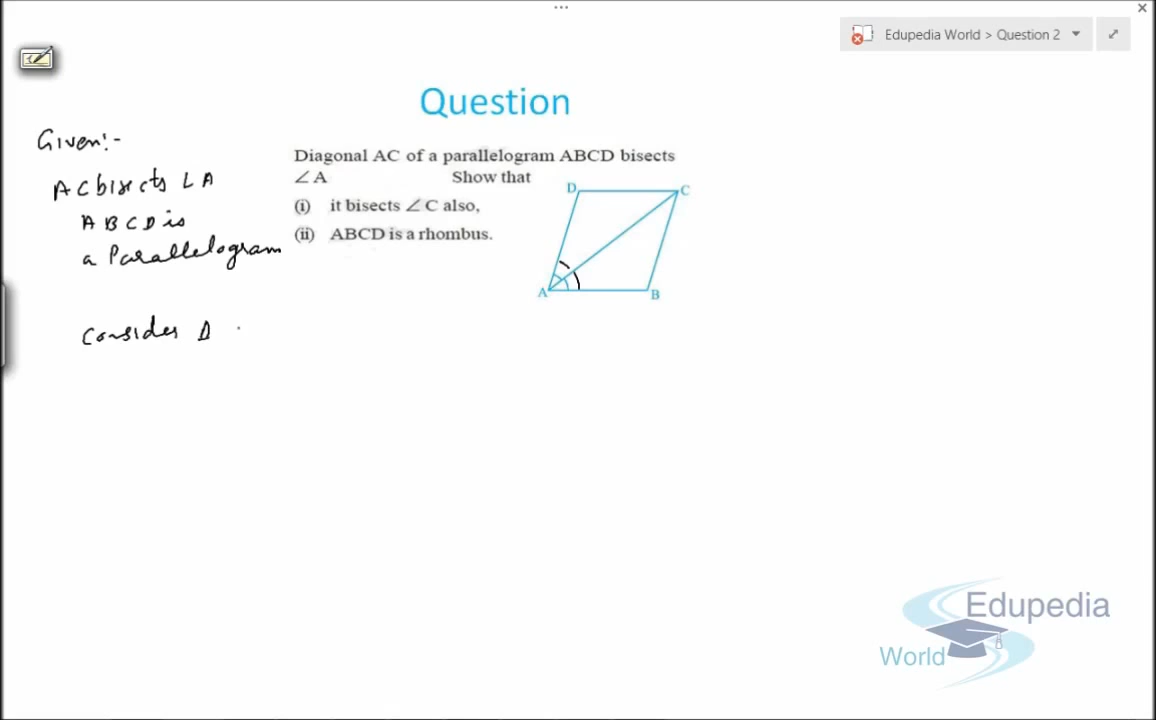 Edupedia World > Question 2
Question
Given:-
AC bisects ∠A
ABCD is
a Parallelogram
Consider Δ
Diagonal AC of a parallelogram ABCD bisects
∠A Show that
(i) it bisects ∠C also,
(ii) ABCD is a rhombus.
D
C
A
B
Edupedia
World